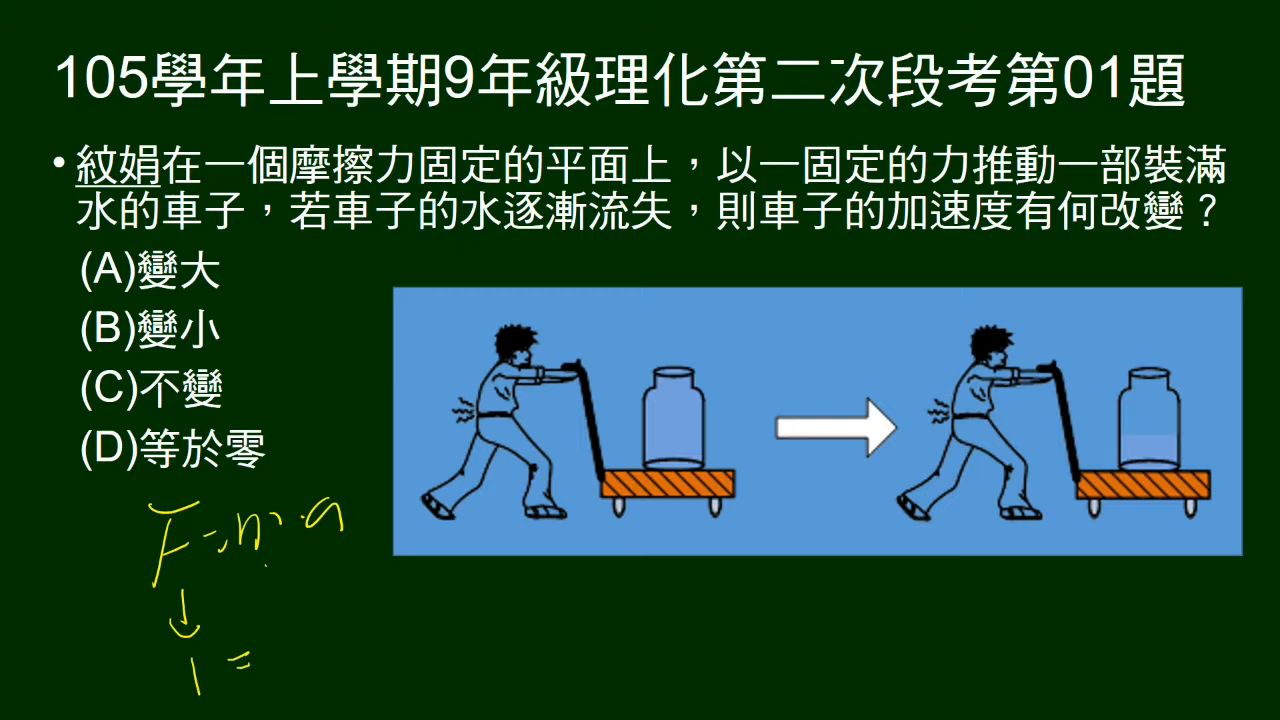 105學年上學期9年級理化第二次段考第01題
• 紋娟在一個摩擦力固定的平面上，以一固定的力推動一部裝滿
水的車子，若車子的水逐漸流失，則車子的加速度有何改變？
(A)變大
(B)變小
(C)不變
(D)等於零
F=m·a
↓
1=